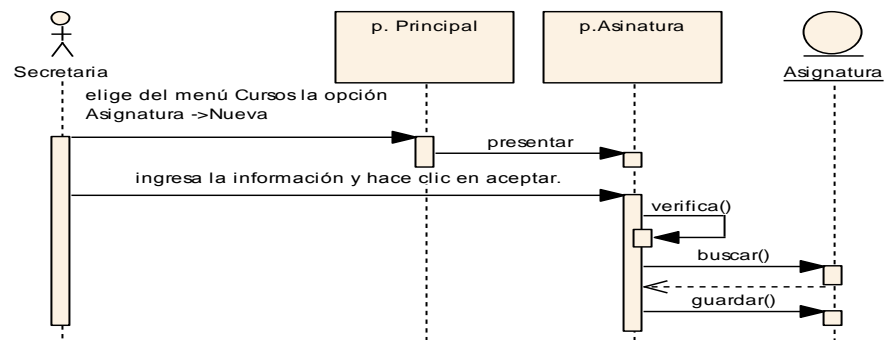 p. Principal
p.Asinatura
Secretaria
Asignatura
elige del menú Cursos la opción
Asignatura ->Nueva
presentar
ingresa la información y hace clic en aceptar.
verifica()
buscar()
guardar()